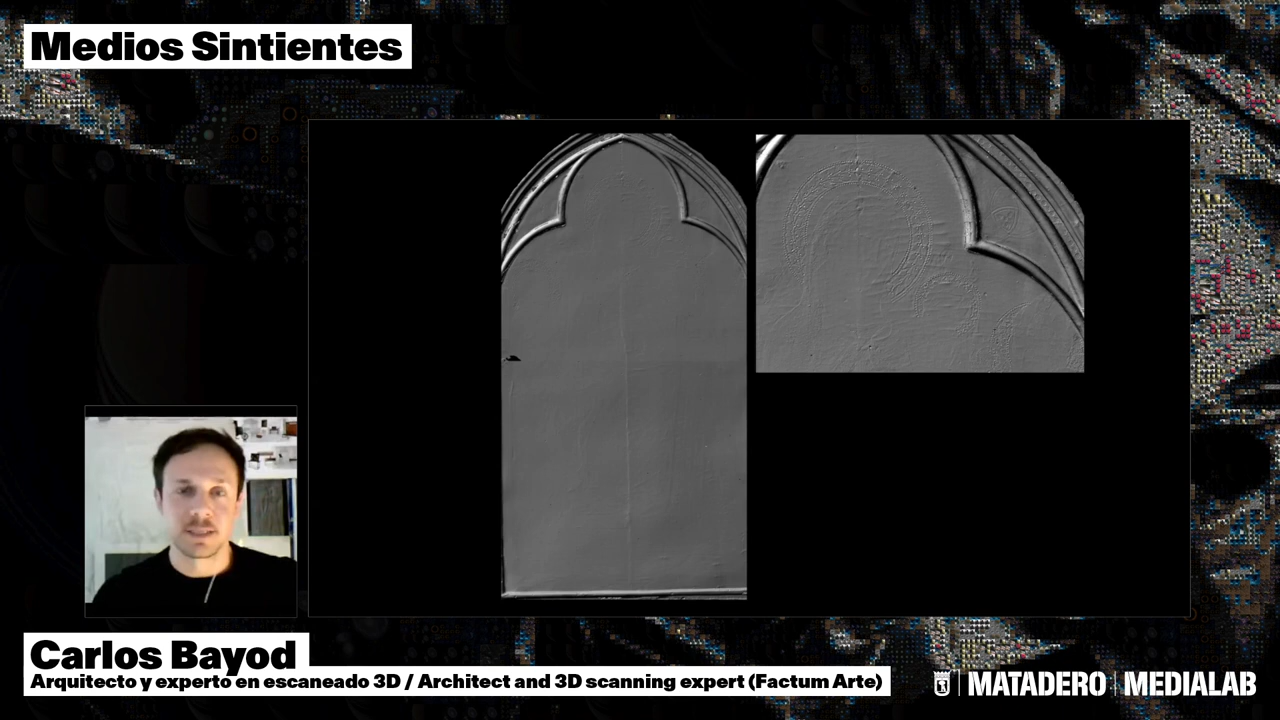 Medios Sintientes
Carlos Bayod
Arquitecto y experto en escaneado 3D / Architect and 3D scanning expert (Factum Arte)
MATADERO | MEDIALAB